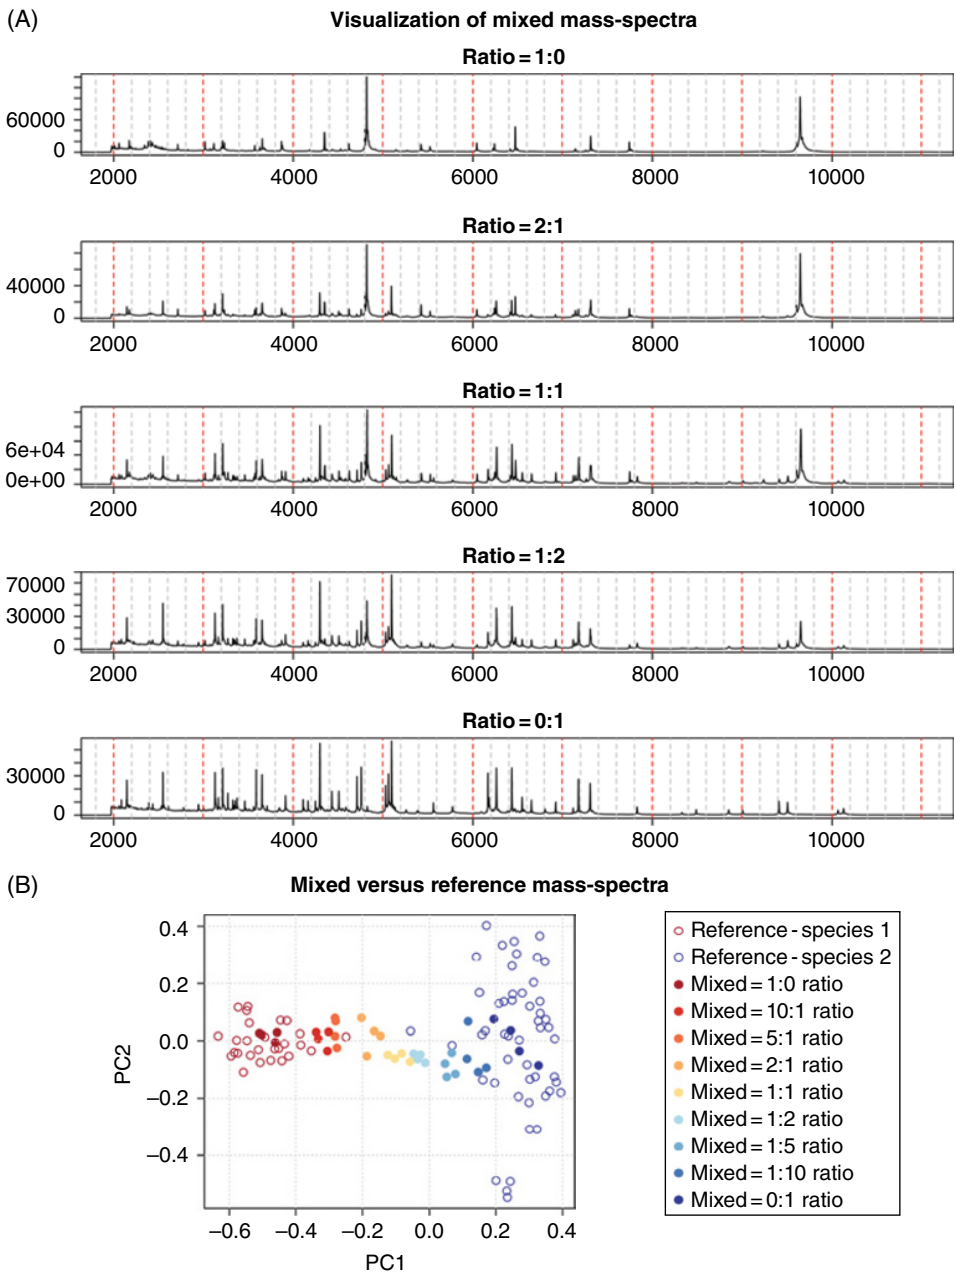 (A)
Visualization of mixed mass-spectra
Ratio = 1:0
60000
0
2000 4000 6000 8000 10000
Ratio = 2:1
40000
0
2000 4000 6000 8000 10000
Ratio = 1:1
6e+04
0e+00
2000 4000 6000 8000 10000
Ratio = 1:2
70000
30000
0
2000 4000 6000 8000 10000
Ratio = 0:1
30000
0
2000 4000 6000 8000 10000
(B)
Mixed versus reference mass-spectra
0.4
0.2
0.0
−0.2
−0.4
PC2
−0.6 −0.4 −0.2 0.0 0.2 0.4
PC1
Reference - species 1
Reference - species 2
Mixed = 1:0 ratio
Mixed = 10:1 ratio
Mixed = 5:1 ratio
Mixed = 2:1 ratio
Mixed = 1:1 ratio
Mixed = 1:2 ratio
Mixed = 1:5 ratio
Mixed = 1:10 ratio
Mixed = 0:1 ratio